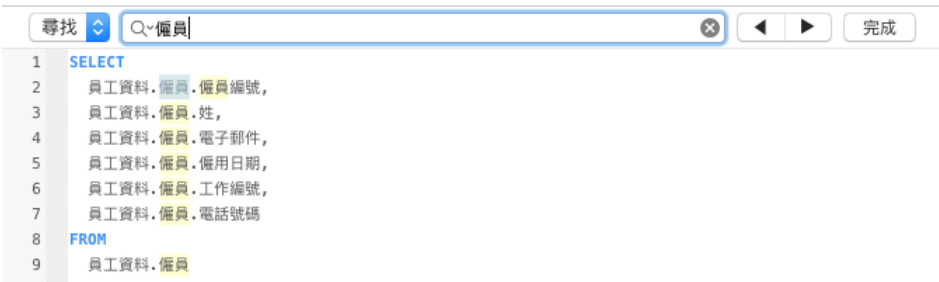 尋找 僱員 完成
1 SELECT
2 員工資料.僱員.僱員編號,
3 員工資料.僱員.姓,
4 員工資料.僱員.電子郵件,
5 員工資料.僱員.僱用日期,
6 員工資料.僱員.工作編號,
7 員工資料.僱員.電話號碼
8 FROM
9 員工資料.僱員